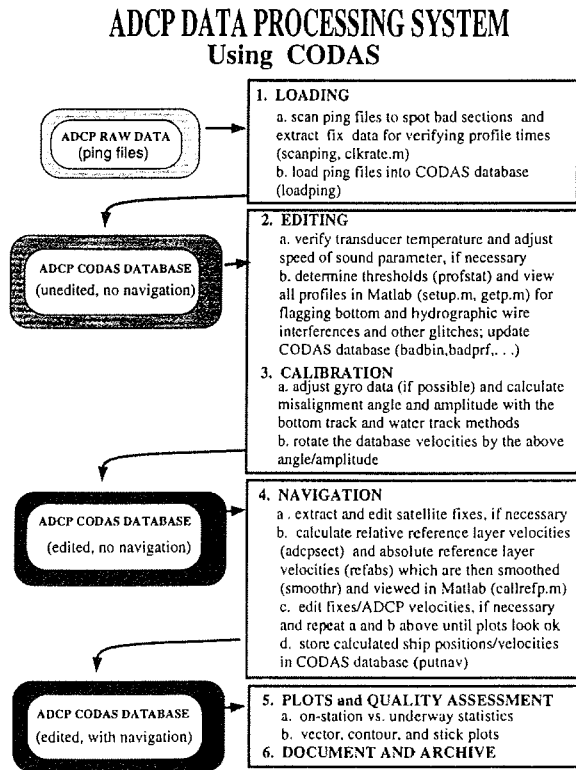 ADCP DATA PROCESSING SYSTEM
Using CODAS
ADCP RAW DATA
(ping files)
1. LOADING
a. scan ping files to spot bad sections and
extract fix data for verifying profile times
(scanping, clkrate.m)
b. load ping files into CODAS database
(loadping)
ADCP CODAS DATABASE
(unedited, no navigation)
2. EDITING
a. verify transducer temperature and adjust
speed of sound parameter, if necessary
b. determine thresholds (profstat) and view
all profiles in Matlab (setup.m, getp.m) for
flagging bottom and hydrographic wire
interferences and other glitches; update
CODAS database (badbin,badprf,. . .)
3. CALIBRATION
a. adjust gyro data (if possible) and calculate
misalignment angle and amplitude with the
bottom track and water track methods
b. rotate the database velocities by the above
angle/amplitude
ADCP CODAS DATABASE
(edited, no navigation)
4. NAVIGATION
a . extract and edit satellite fixes, if necessary
b. calculate relative reference layer velocities
(adcpsect) and absolute reference layer
velocities (refabs) which are then smoothed
(smoothr) and viewed in Matlab (callrefp.m)
c. edit fixes/ADCP velocities, if necessary
and repeat a and b above until plots look ok
d. store calculated ship positions/velocities
in CODAS database (putnav)
ADCP CODAS DATABASE
(edited, with navigation)
5. PLOTS and QUALITY ASSESSMENT
a. on-station vs. underway statistics
b. vector, contour, and stick plots
6. DOCUMENT AND ARCHIVE